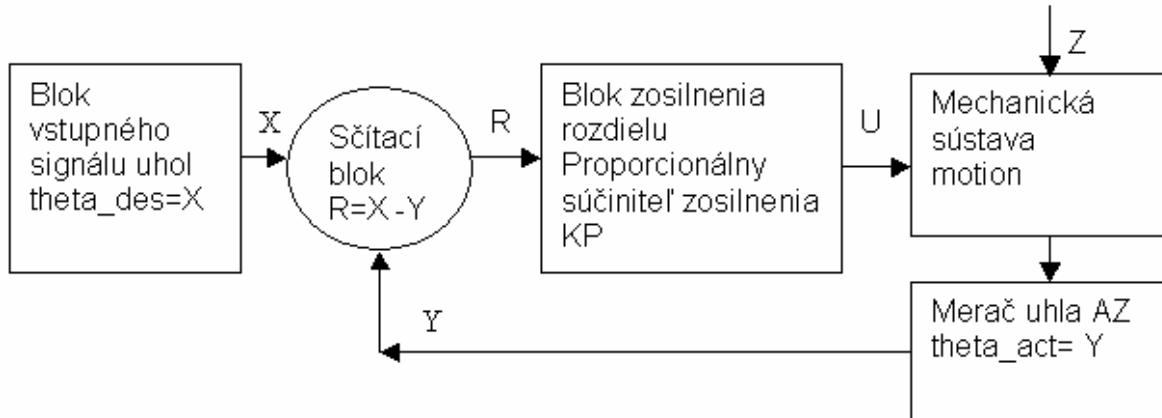 Blok
vstupného
signálu uhol
theta_des=X
X
Sčítací
blok
R=X -Y
R
Blok zosilnenia
rozdielu
Proporcionálny
súčiniteľ zosilnenia
KP
U
Z
Mechanická
sústava
motion
Merač uhla AZ
theta_act= Y
Y